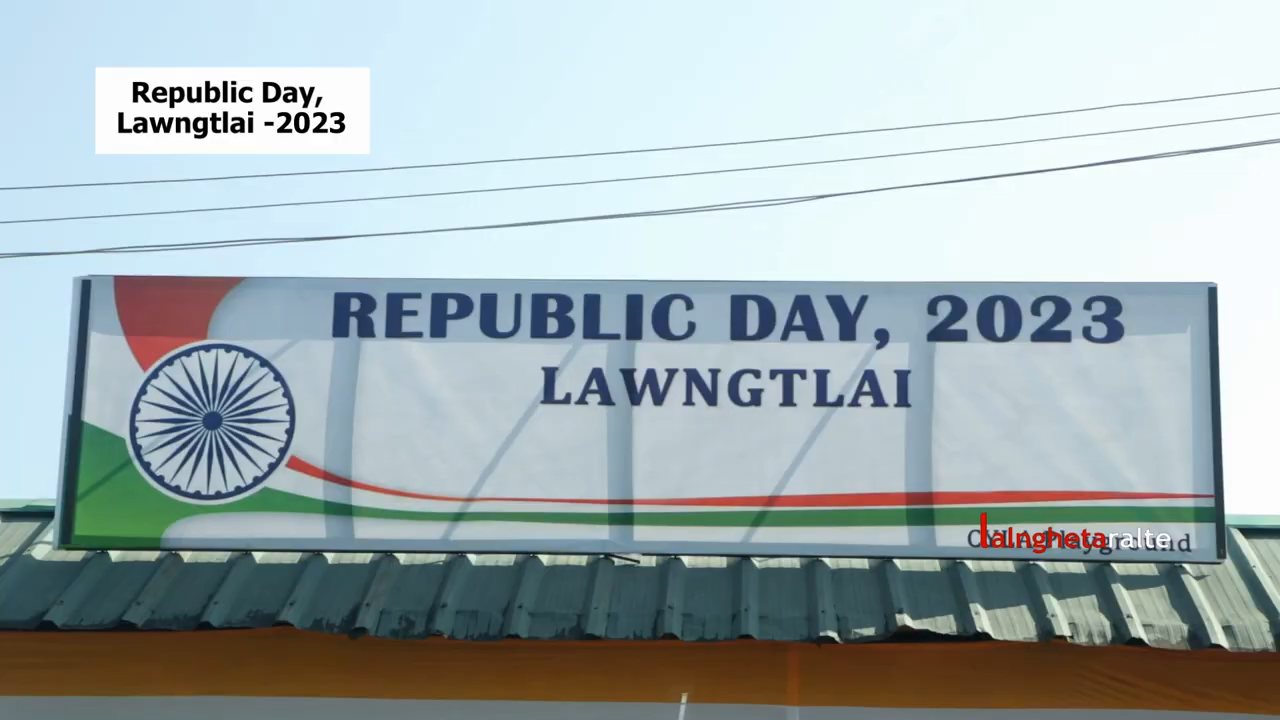 Republic Day,
Lawngtlai -2023
REPUBLIC DAY, 2023
LAWNGTLAI
lalnghetaralte